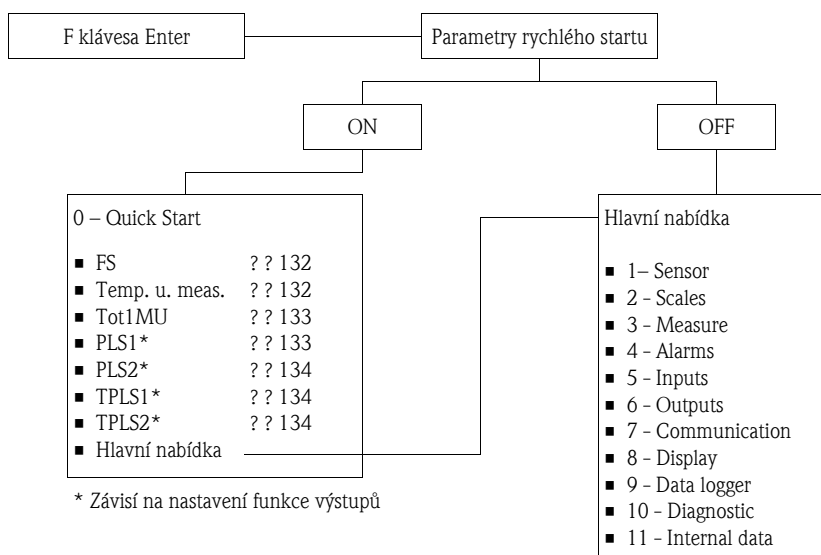 F klávesa Enter
Parametry rychlého startu
ON
OFF
0 – Quick Start
■ FS ? ? 132
■ Temp. u. meas. ? ? 132
■ Tot1MU ? ? 133
■ PLS1* ? ? 133
■ PLS2* ? ? 134
■ TPLS1* ? ? 134
■ TPLS2* ? ? 134
■ Hlavní nabídka
* Závisí na nastavení funkce výstupů
Hlavní nabídka
■ 1– Sensor
■ 2 - Scales
■ 3 - Measure
■ 4 - Alarms
■ 5 - Inputs
■ 6 - Outputs
■ 7 - Communication
■ 8 - Display
■ 9 - Data logger
■ 10 - Diagnostic
■ 11 - Internal data